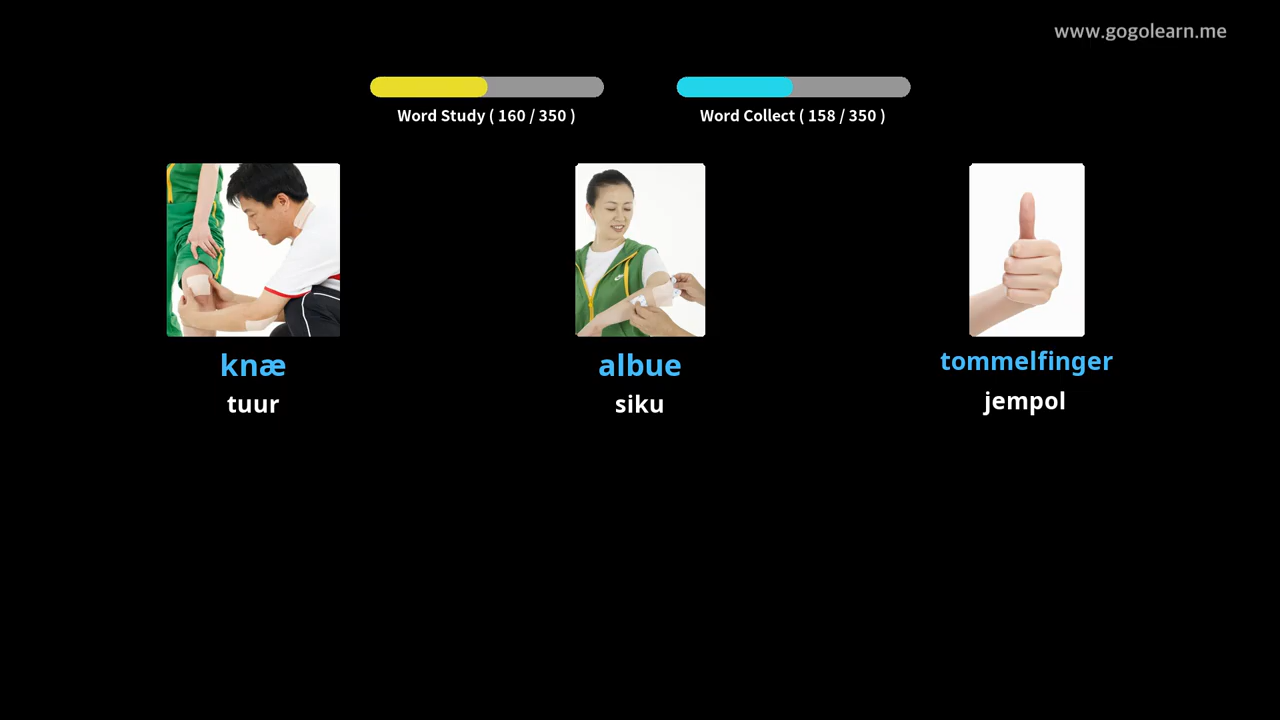 www.gogolearn.me
Word Study ( 160 / 350 )
Word Collect ( 158 / 350 )
knæ
tuur
albue
siku
tommelfinger
jempol